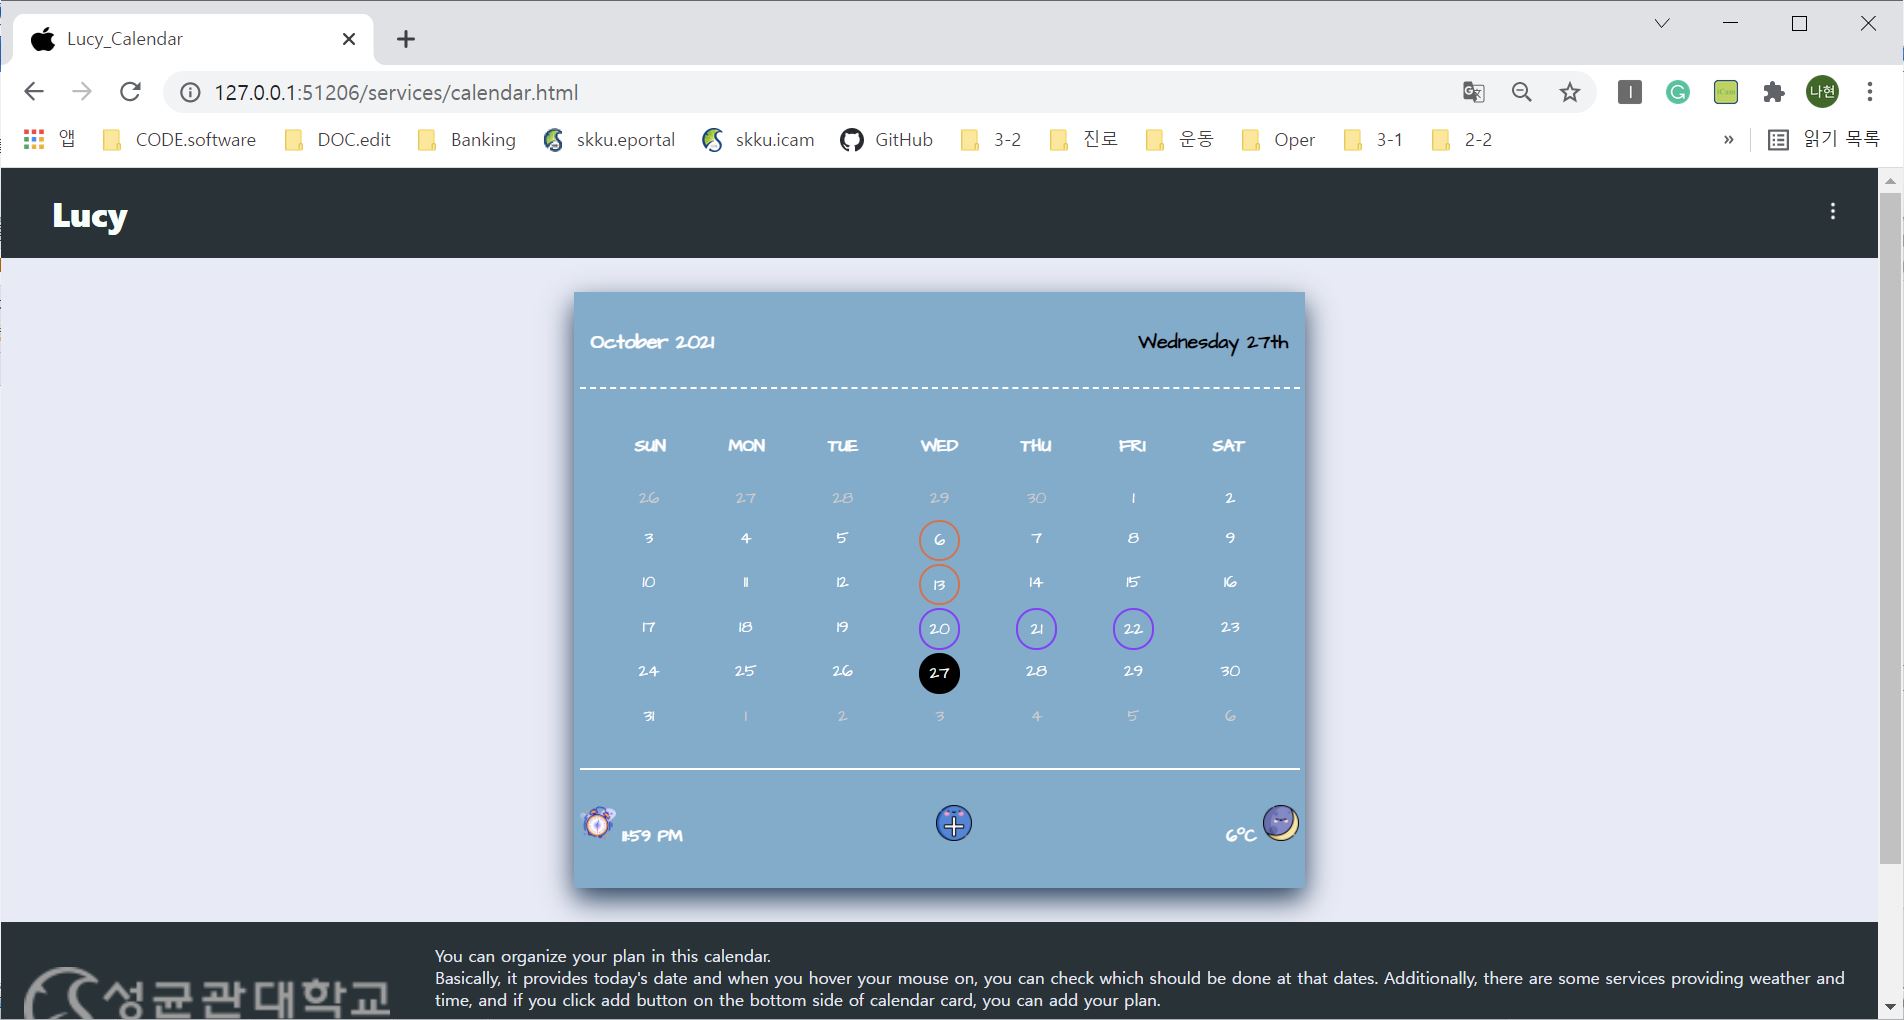 Lucy_Calendar
127.0.0.1:51206/services/calendar.html
나현
앱 CODE.software DOC.edit Banking skku.eportal skku.icam GitHub 3-2 진로 운동 Oper 3-1 2-2 » 읽기 목록
Lucy
October 2021 Wednesday 27th
SUN MON TUE WED THU FRI SAT
26 27 28 29 30 1 2
3 4 5 6 7 8 9
10 11 12 13 14 15 16
17 18 19 20 21 22 23
24 25 26 27 28 29 30
31 1 2 3 4 5 6
11:59 PM 6°C
You can organize your plan in this calendar.
Basically, it provides today's date and when you hover your mouse on, you can check which should be done at that dates. Additionally, there are some services providing weather and
time, and if you click add button on the bottom side of calendar card, you can add your plan.
성균관대학교